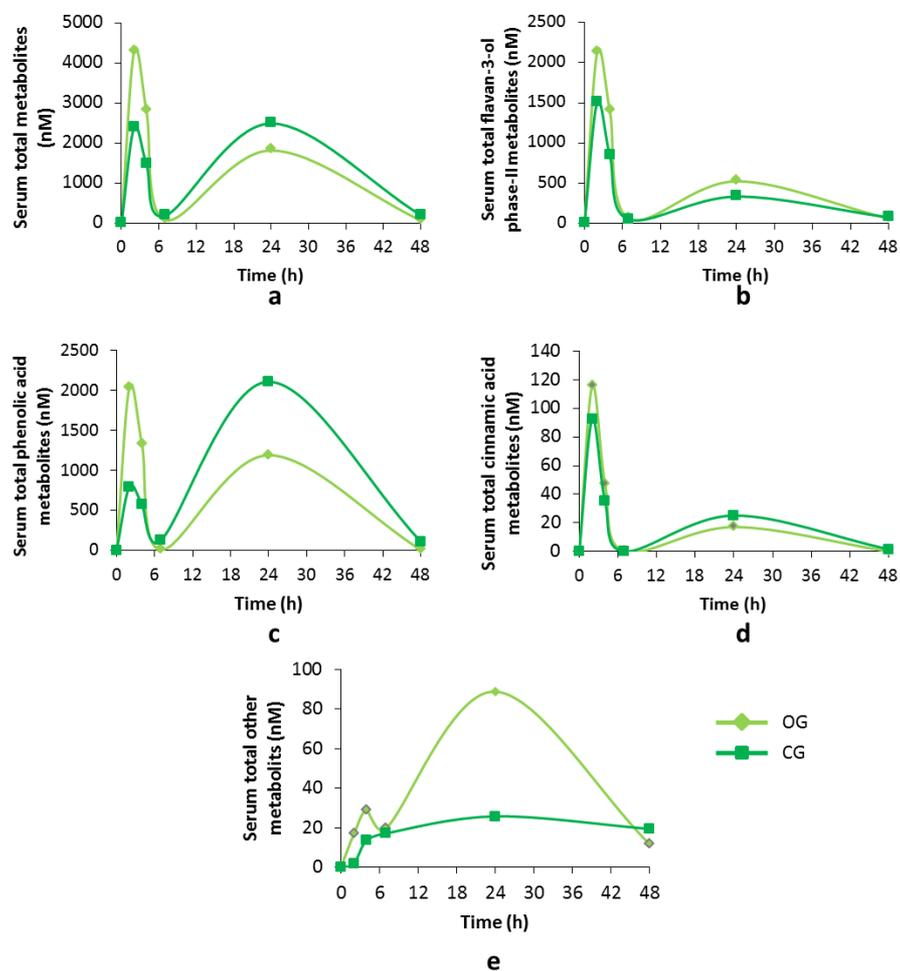 Serum total metabolites
(nM)
5000
4000
3000
2000
1000
0
0 6 12 18 24 30 36 42 48
Time (h)
a
Serum total flavan-3-ol
phase-II metabolites (nM)
2500
2000
1500
1000
500
0
0 6 12 18 24 30 36 42 48
Time (h)
b
Serum total phenolic acid
metabolites (nM)
2500
2000
1500
1000
500
0
0 6 12 18 24 30 36 42 48
Time (h)
c
Serum total cinnamic acid
metabolites (nM)
140
120
100
80
60
40
20
0
0 6 12 18 24 30 36 42 48
Time (h)
d
Serum total other
metabolits (nM)
100
80
60
40
20
0
0 6 12 18 24 30 36 42 48
Time (h)
e
OG
CG